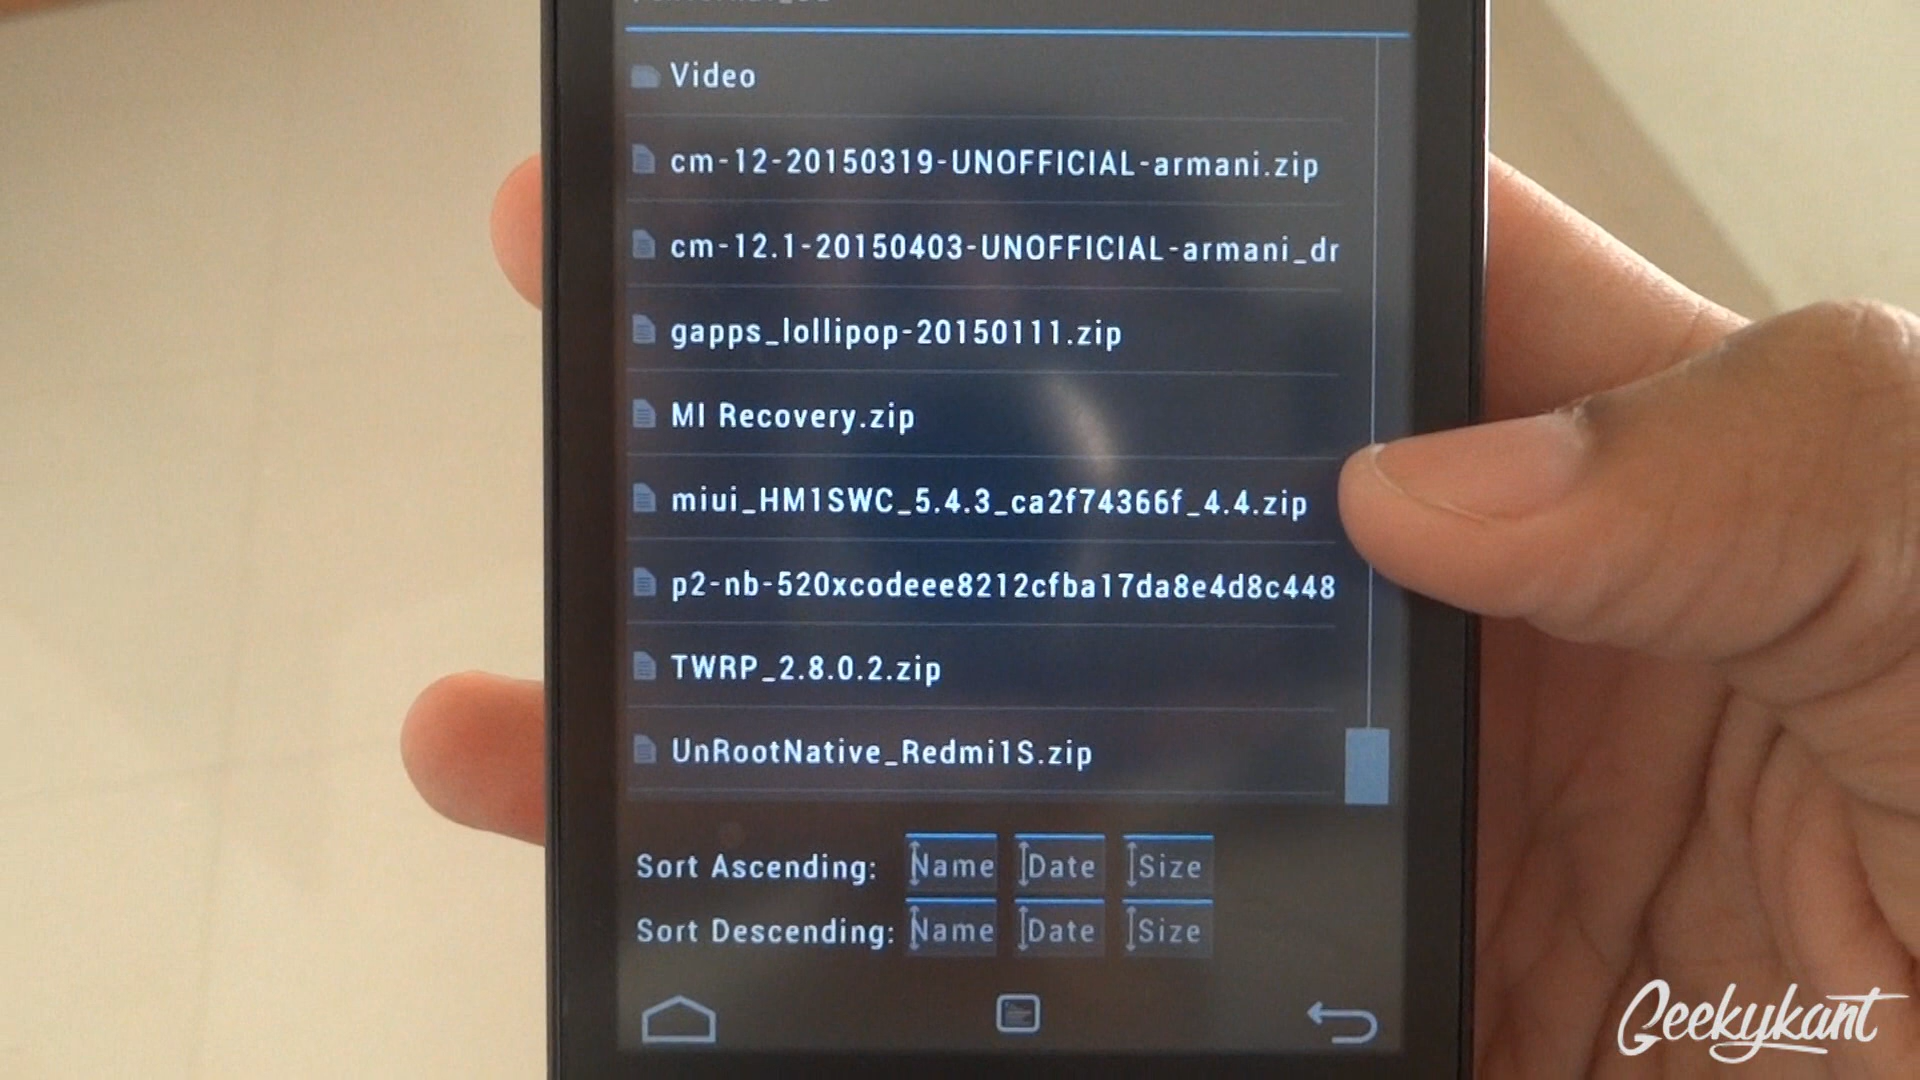 Video
cm-12-20150319-UNOFFICIAL-armani.zip
cm-12.1-20150403-UNOFFICIAL-armani_dr
gapps_lollipop-20150111.zip
MI Recovery.zip
miui_HM1SWC_5.4.3_ca2f74366f_4.4.zip
p2-nb-520xcodeee8212cfba17da8e4d8c448
TWRP_2.8.0.2.zip
UnRootNative_Redmi1S.zip
Sort Ascending: Name Date Size
Sort Descending: Name Date Size
Geekykant